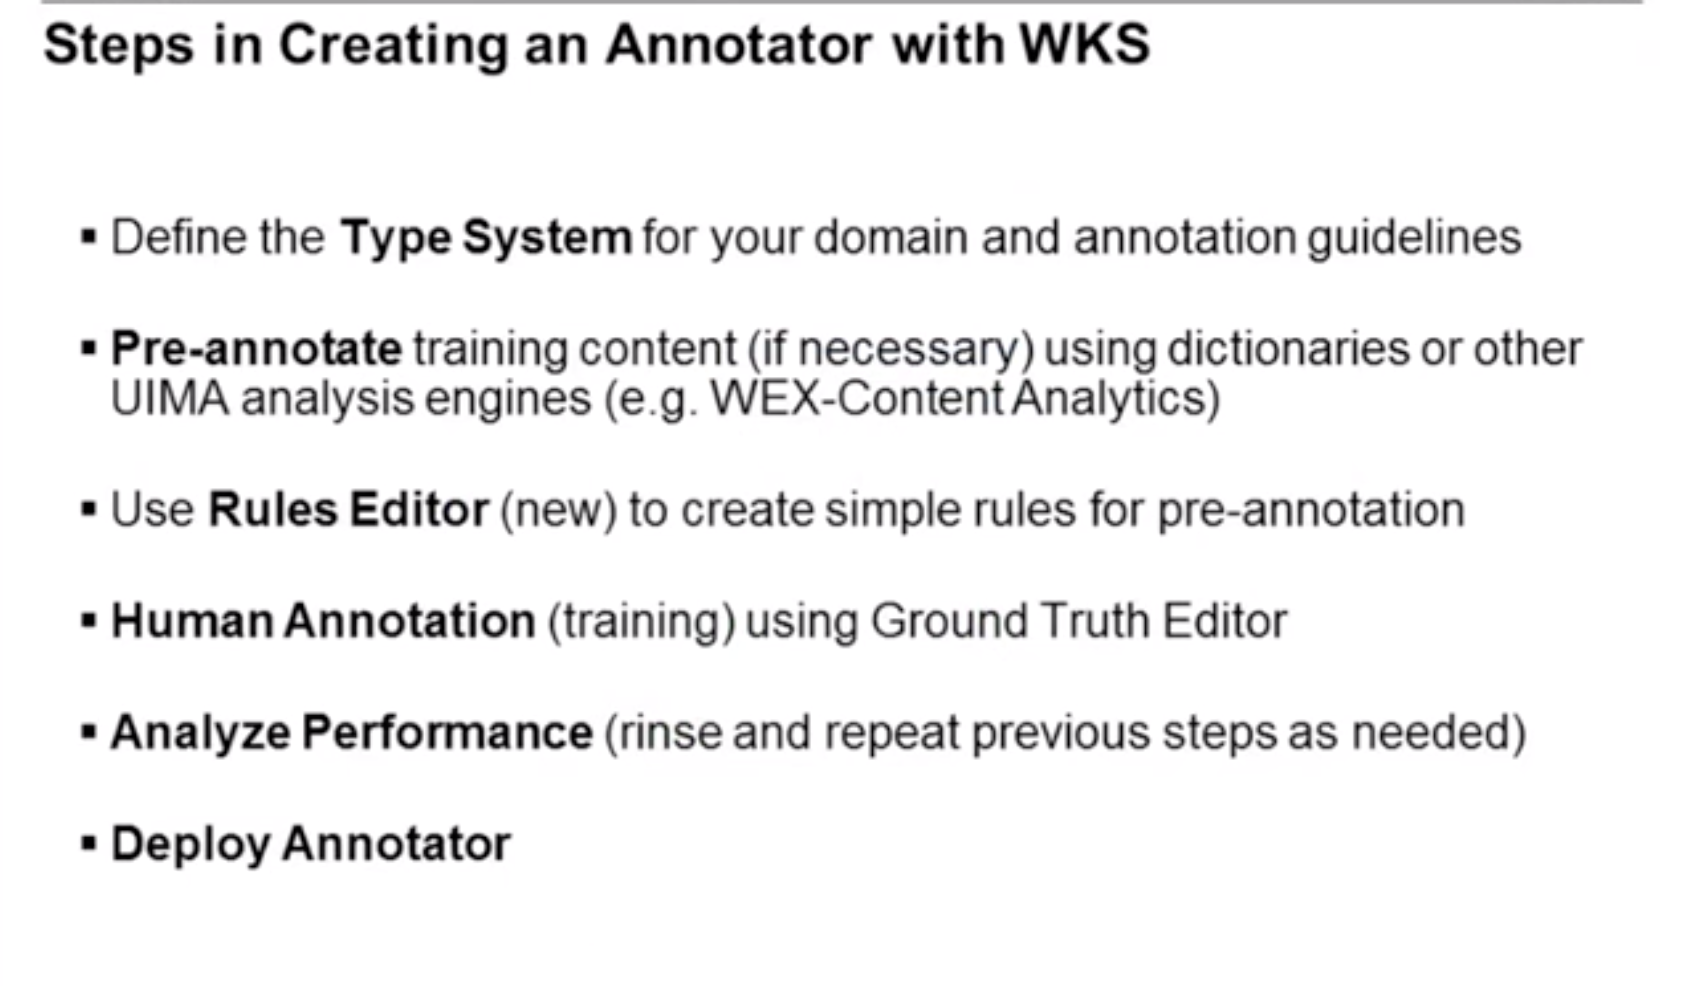 Steps in Creating an Annotator with WKS
▪ Define the Type System for your domain and annotation guidelines
▪ Pre-annotate training content (if necessary) using dictionaries or other
UIMA analysis engines (e.g. WEX-Content Analytics)
▪ Use Rules Editor (new) to create simple rules for pre-annotation
▪ Human Annotation (training) using Ground Truth Editor
▪ Analyze Performance (rinse and repeat previous steps as needed)
▪ Deploy Annotator